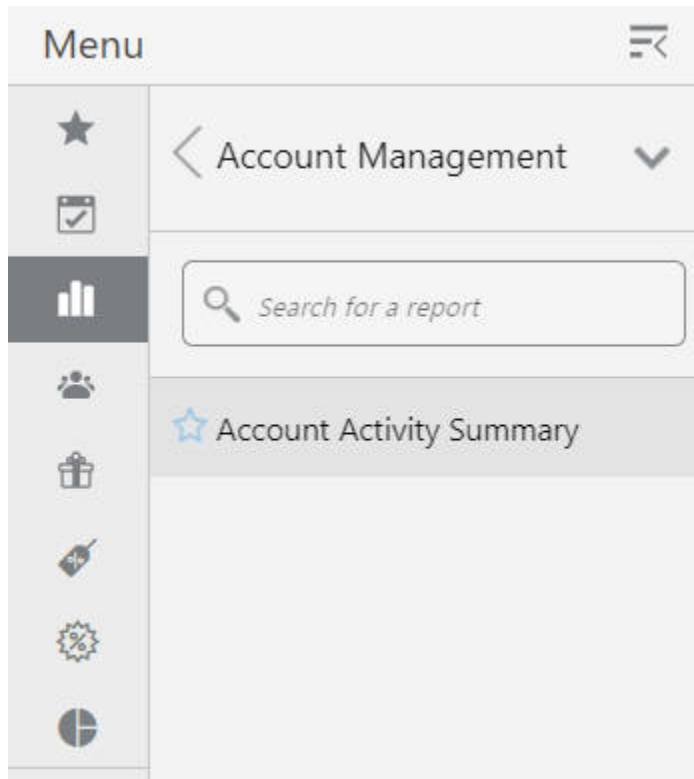 Menu
Account Management
Search for a report
Account Activity Summary